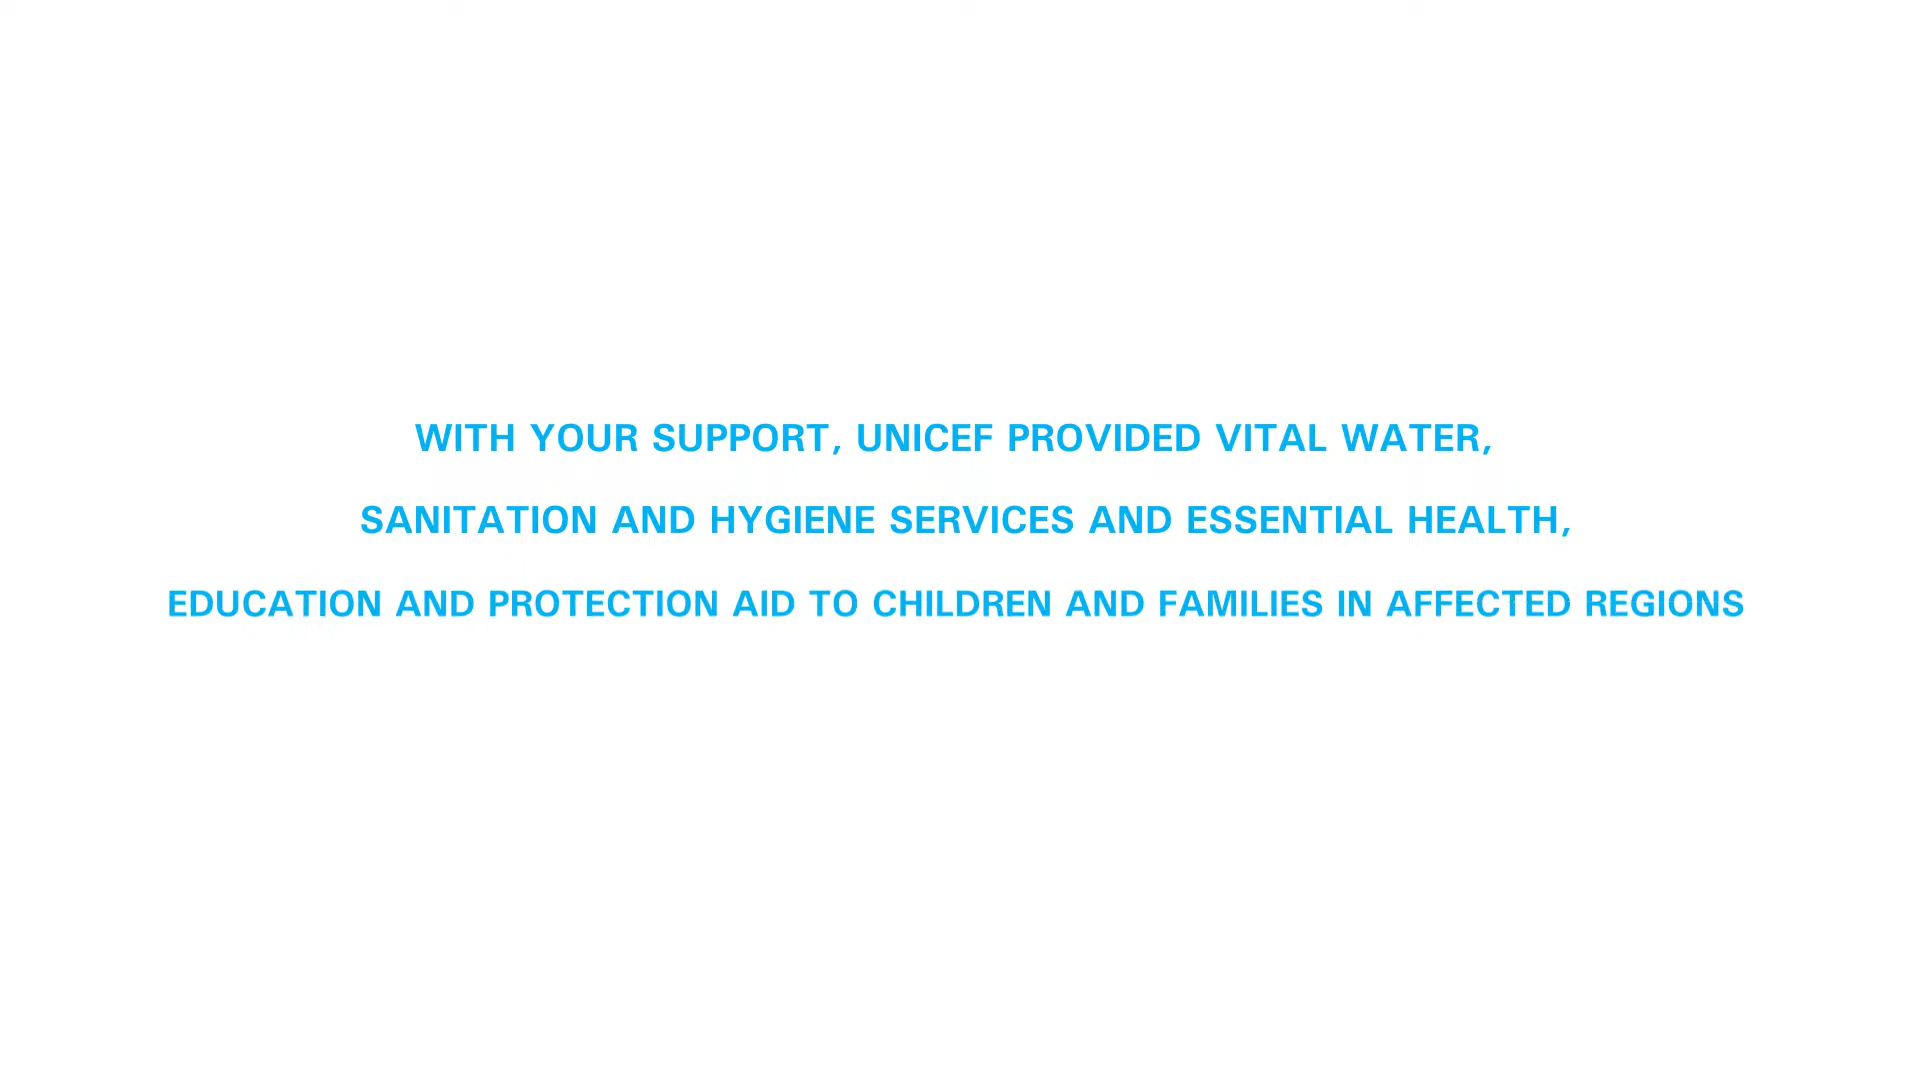 WITH YOUR SUPPORT, UNICEF PROVIDED VITAL WATER,
SANITATION AND HYGIENE SERVICES AND ESSENTIAL HEALTH,
EDUCATION AND PROTECTION AID TO CHILDREN AND FAMILIES IN AFFECTED REGIONS